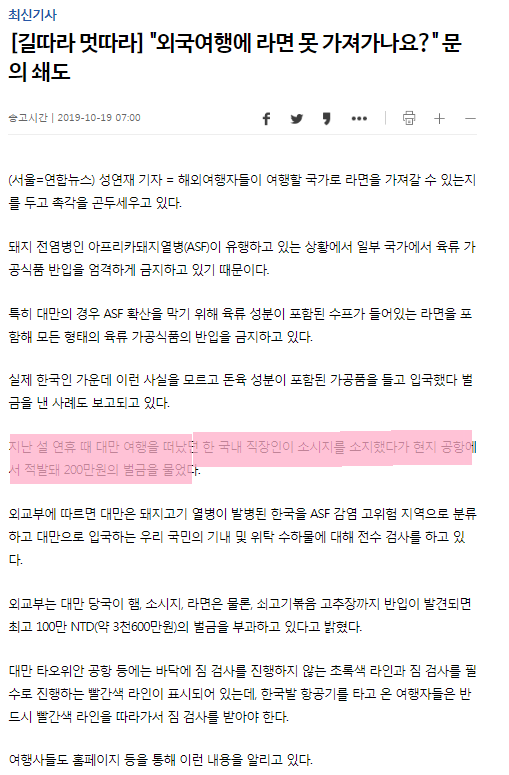 최신기사
[길따라 멋따라] "외국여행에 라면 못 가져가나요?" 문
의 쇄도
송고시간 | 2019-10-19 07:00
(서울=연합뉴스) 성연재 기자 = 해외여행자들이 여행할 국가로 라면을 가져갈 수 있는지
를 두고 촉각을 곤두세우고 있다.
돼지 전염병인 아프리카돼지열병(ASF)이 유행하고 있는 상황에서 일부 국가에서 육류 가
공식품 반입을 엄격하게 금지하고 있기 때문이다.
특히 대만의 경우 ASF 확산을 막기 위해 육류 성분이 포함된 수프가 들어있는 라면을 포
함해 모든 형태의 육류 가공식품의 반입을 금지하고 있다.
실제 한국인 가운데 이런 사실을 모르고 돈육 성분이 포함된 가공품을 들고 입국했다 벌
금을 낸 사례도 보고되고 있다.
지난 설 연휴 때 대만 여행을 떠났던 한 국내 직장인이 소시지를 소지했다가 현지 공항에
서 적발돼 200만원의 벌금을 물었다.
외교부에 따르면 대만은 돼지고기 열병이 발병된 한국을 ASF 감염 고위험 지역으로 분류
하고 대만으로 입국하는 우리 국민의 기내 및 위탁 수하물에 대해 전수 검사를 하고 있
다.
외교부는 대만 당국이 햄, 소시지, 라면은 물론, 쇠고기볶음 고추장까지 반입이 발견되면
최고 100만 NTD(약 3천600만원)의 벌금을 부과하고 있다고 밝혔다.
대만 타오위안 공항 등에는 바닥에 짐 검사를 진행하지 않는 초록색 라인과 짐 검사를 필
수로 진행하는 빨간색 라인이 표시되어 있는데, 한국발 항공기를 타고 온 여행자들은 반
드시 빨간색 라인을 따라가서 짐 검사를 받아야 한다.
여행사들도 홈페이지 등을 통해 이런 내용을 알리고 있다.